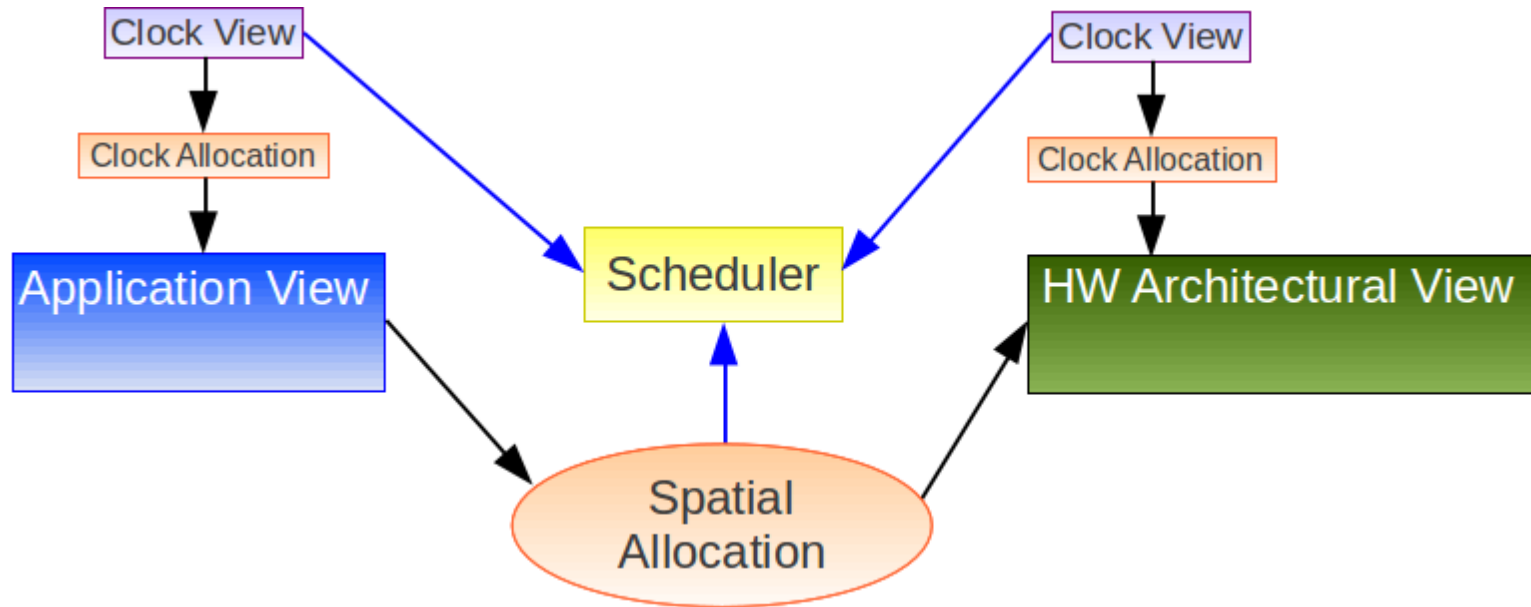 Clock View
Clock View
Clock Allocation
Clock Allocation
Application View
Scheduler
HW Architectural View
Spatial
Allocation